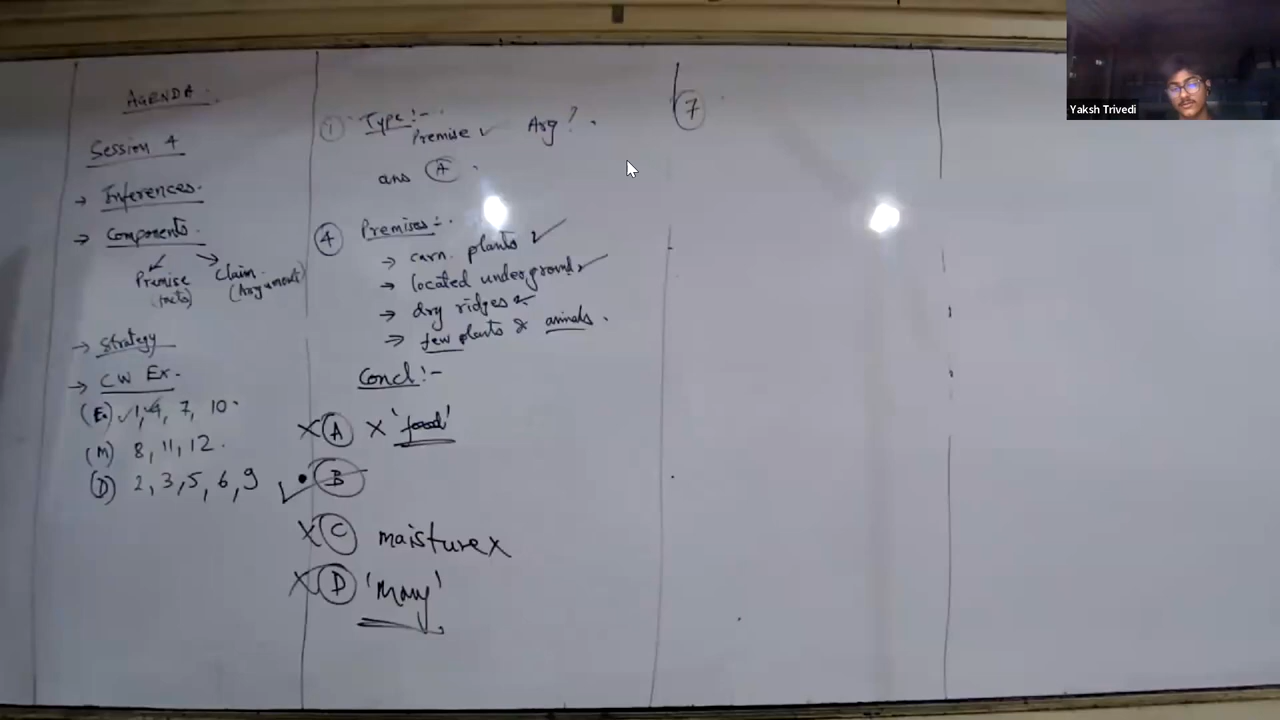 AGENDA.
Session 4
→ Inferences.
→ Components.
Premise
(facts)
Claim.
(Argument)
→ Strategy
→ CW Ex.
(E) 1, 4, 7, 10.
(M) 8, 11, 12.
(D) 2, 3, 5, 6, 9
① Type:-
Premise ✓ Arg?.
ans Ⓐ.
④ Premises:-
→ carn. plants ✓
→ located underground ✓
→ dry ridges ✓
→ few plants & animals.
Concl:-
X Ⓐ X 'food'
✓ Ⓑ
X Ⓒ maisture X
X Ⓓ 'Many'
⑦
Yaksh Trivedi